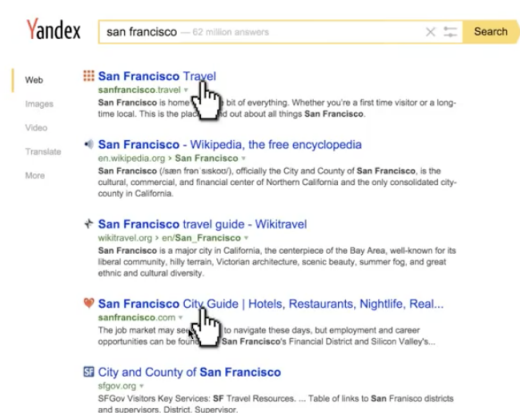 Yandex
san francisco — 62 million answers
Search
Web
Images
Video
Translate
More
San Francisco Travel
sanfrancisco.travel
San Francisco is home bit of everything. Whether you're a first time visitor or a long-
time local. This is the plac d out about all things San Francisco.
San Francisco - Wikipedia, the free encyclopedia
en.wikipedia.org > San Francisco
San Francisco (/sæn frənˈsɪskoʊ/), officially the City and County of San Francisco, is the
cultural, commercial, and financial center of Northern California and the only consolidated city-
county in California.
San Francisco travel guide - Wikitravel
wikitravel.org > en/San_Francisco
San Francisco is a major city in California, the centerpiece of the Bay Area, well-known for its
liberal community, hilly terrain, Victorian architecture, scenic beauty, summer fog, and great
ethnic and cultural diversity.
San Francisco City Guide | Hotels, Restaurants, Nightlife, Real...
sanfrancisco.com
The job market may see to navigate these days, but employment and career
opportunities can be foun San Francisco's Financial District and Silicon Valley's...
SF City and County of San Francisco
sfgov.org
SFGov Visitors Key Services: SF Travel Resources. ... Table of links to San Franisco districts
and supervisors. District. Supervisor.